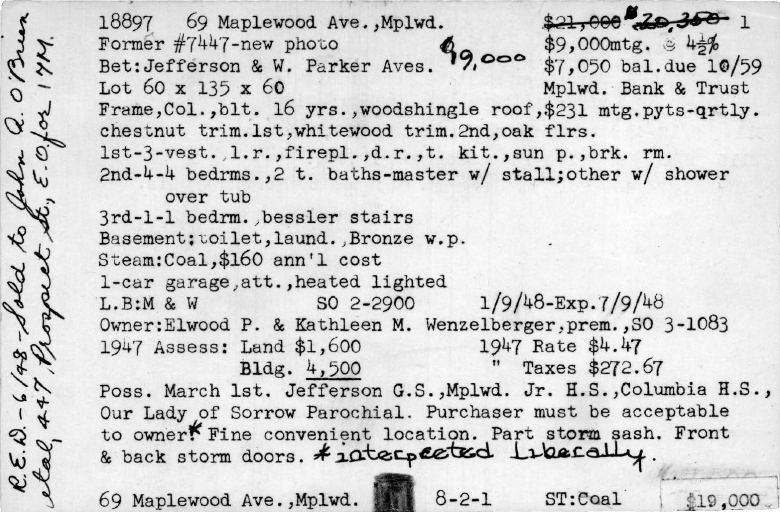 18897 69 Maplewood Ave.,Mplwd. $21,000 $20,350 1
Former #7447-new photo $9,000mtg. @ 4½%
Bet:Jefferson & W. Parker Aves. $19,000 $7,050 bal.due 10/59
Lot 60 x 135 x 60 Mplwd. Bank & Trust
Frame,Col.,blt. 16 yrs.,woodshingle roof,$231 mtg.pyts-qrtly.
chestnut trim.1st,whitewood trim.2nd,oak flrs.
1st-3-vest.,l.r.,firepl.,d.r.,t. kit.,sun p.,brk. rm.
2nd-4-4 bedrms.,2 t. baths-master w/ stall;other w/ shower
over tub
3rd-1-1 bedrm.,bessler stairs
Basement;toilet,laund.,Bronze w.p.
Steam:Coal,$160 ann'l cost
1-car garage,att.,heated lighted
L.B:M & W SO 2-2900 1/9/48-Exp.7/9/48
Owner:Elwood P. & Kathleen M. Wenzelberger,prem.,SO 3-1083
1947 Assess: Land $1,600 1947 Rate $4.47
Bldg. 4,500 " Taxes $272.67
Poss. March 1st. Jefferson G.S.,Mplwd. Jr. H.S.,Columbia H.S.,
Our Lady of Sorrow Parochial. Purchaser must be acceptable
to owner.* Fine convenient location. Part storm sash. Front
& back storm doors. *interpreted liberally.
69 Maplewood Ave.,Mplwd. 8-2-1 ST:Coal $19,000
R.E.D.-6/48-Sold to John A. O'Brien
etal, 447 Prospect St., E.O. for 17M.